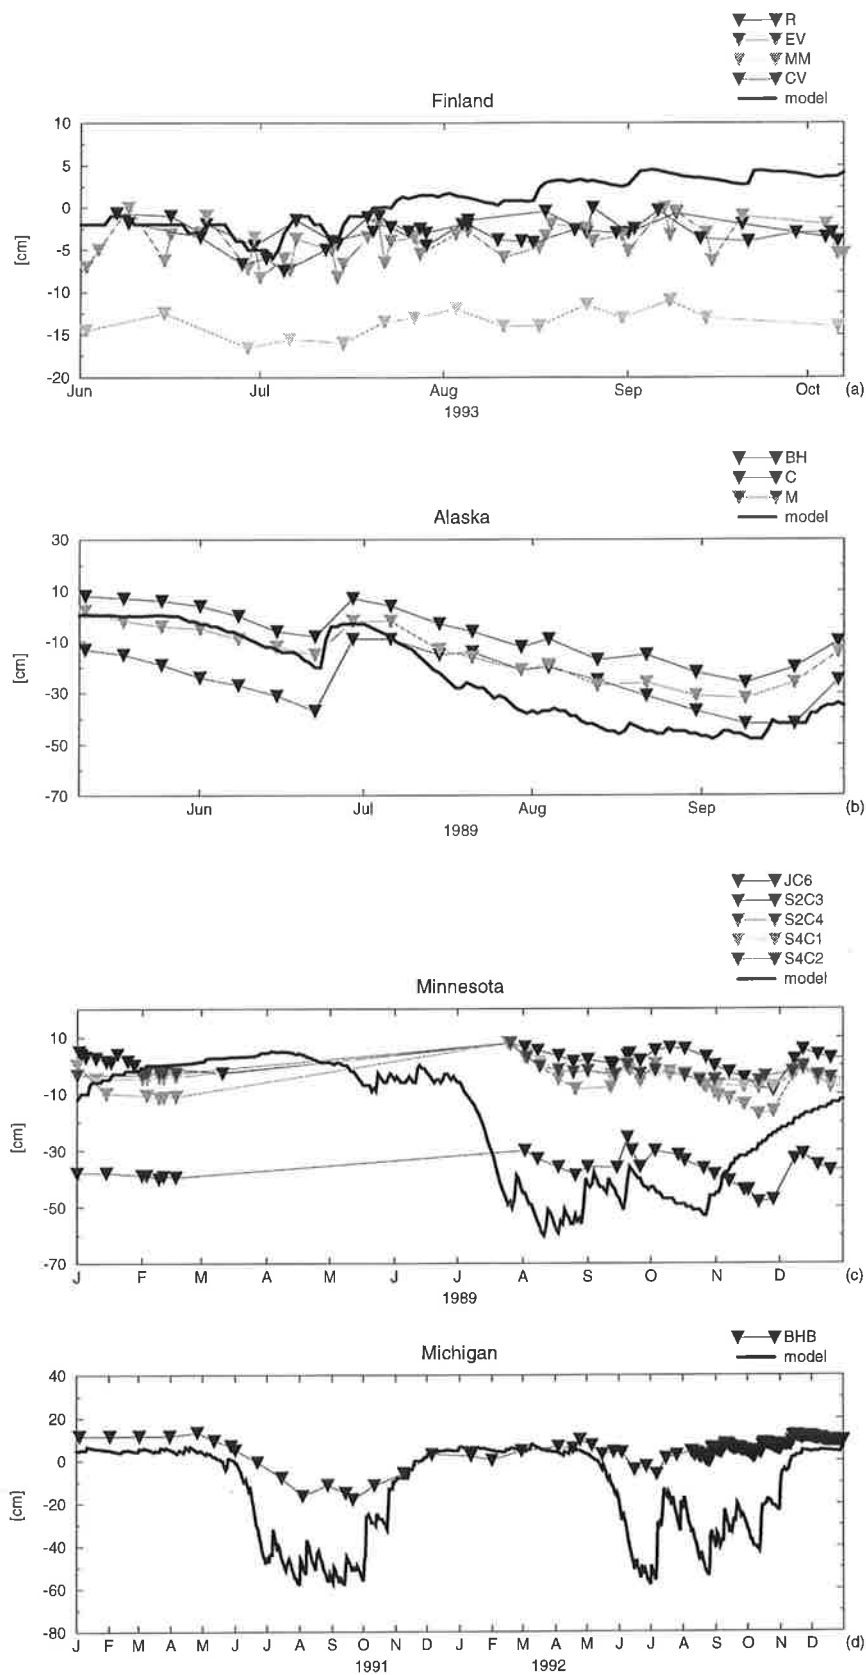 R
EV
MM
CV
model
Finland
10
5
0
-5
-10
-15
-20
[cm]
Jun Jul Aug Sep Oct (a)
1993
BH
C
M
model
Alaska
30
10
-10
-30
-50
-70
[cm]
Jun Jul Aug Sep (b)
1989
JC6
S2C3
S2C4
S4C1
S4C2
model
Minnesota
10
-10
-30
-50
-70
[cm]
J F M A M J J A S O N D (c)
1989
BHB
model
Michigan
40
20
0
-20
-40
-60
-80
[cm]
J F M A M J J A S O N D J F M A M J J A S O N D (d)
1991 1992